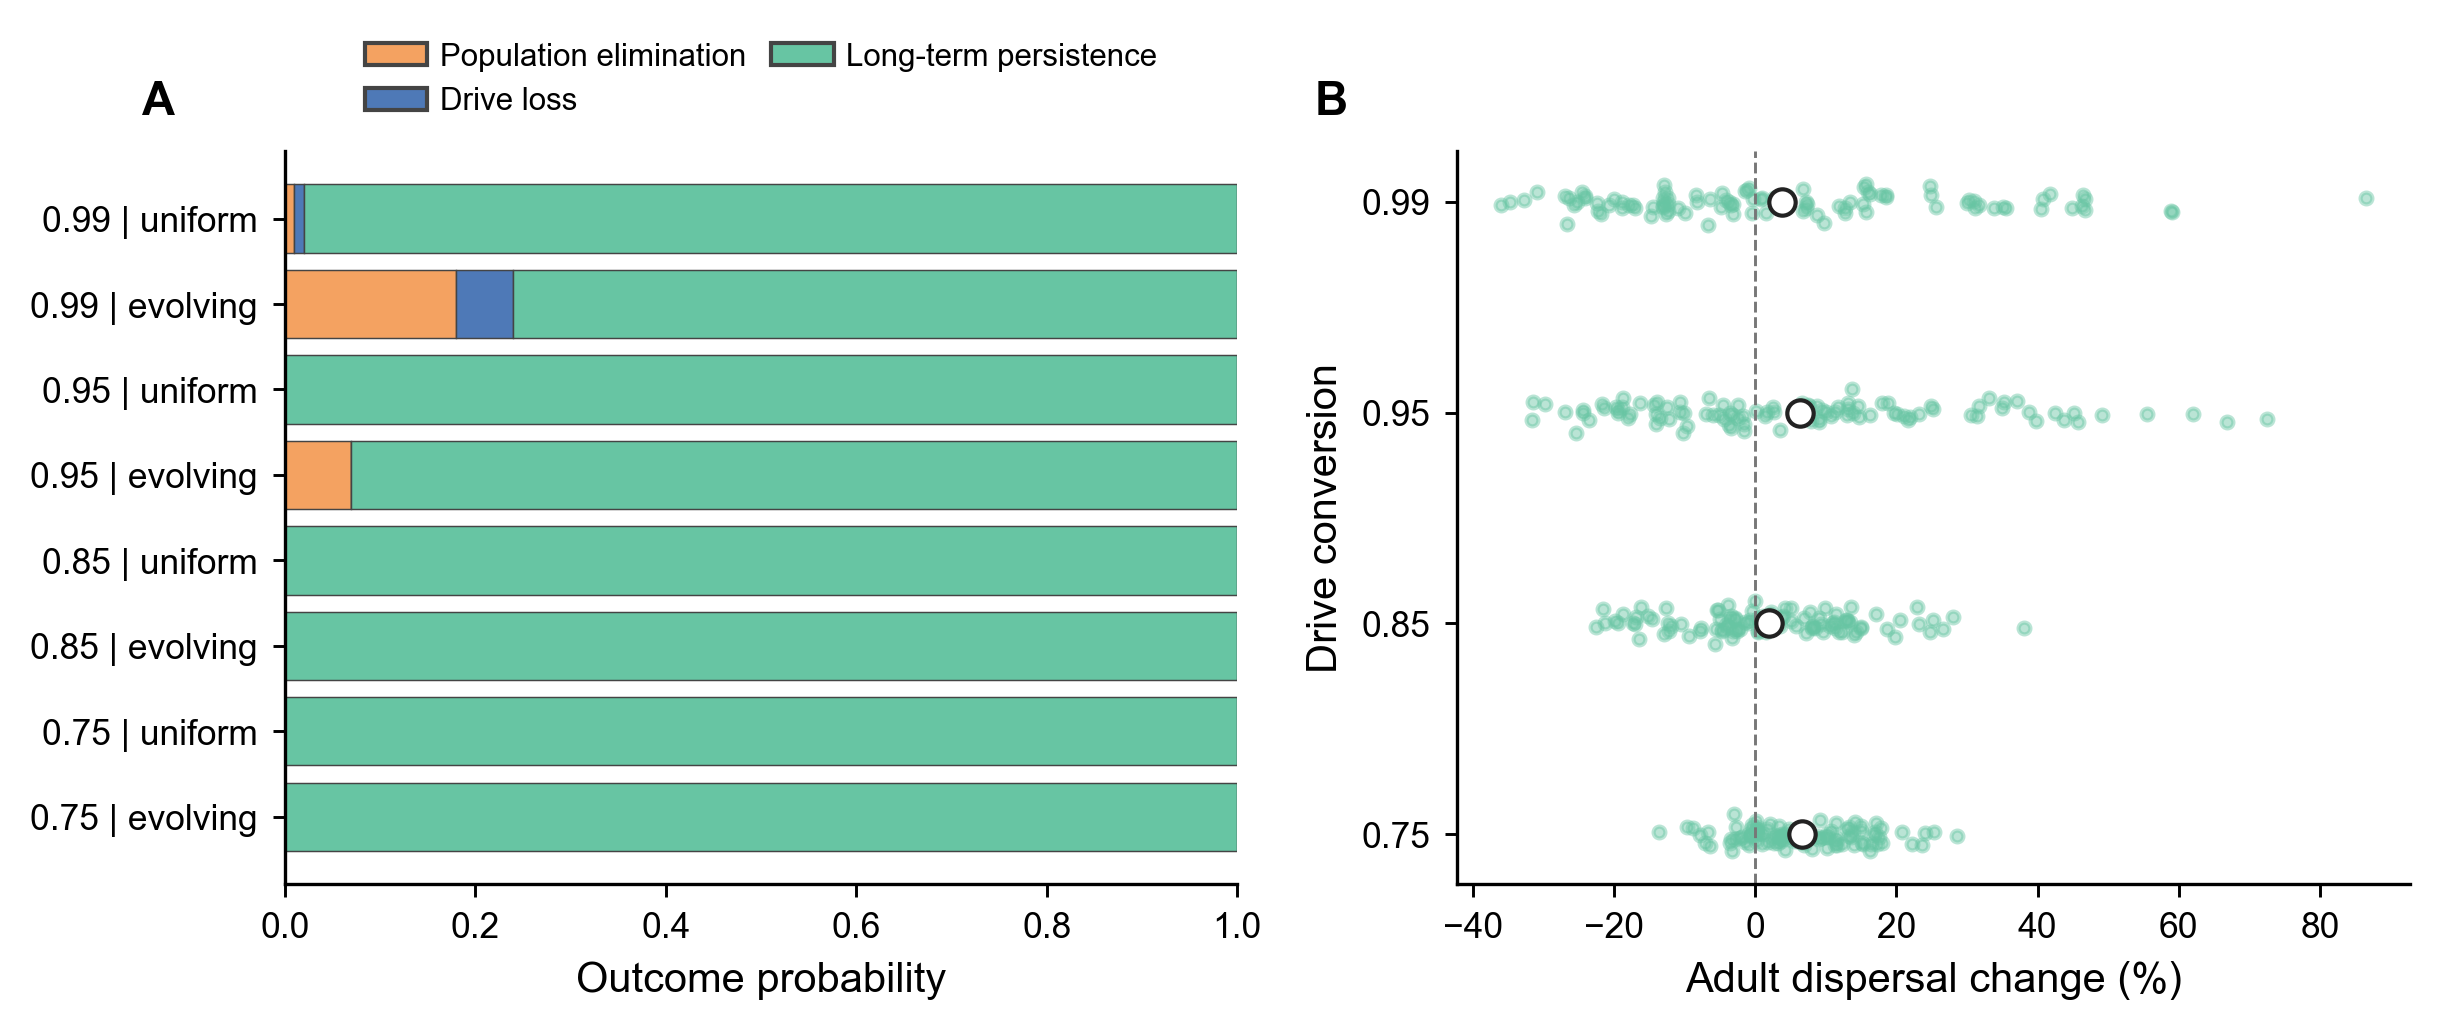 Population elimination
Long-term persistence
Drive loss
A
0.99 | uniform
0.99 | evolving
0.95 | uniform
0.95 | evolving
0.85 | uniform
0.85 | evolving
0.75 | uniform
0.75 | evolving
0.0 0.2 0.4 0.6 0.8 1.0
Outcome probability
B
Drive conversion
0.99
0.95
0.85
0.75
−40 −20 0 20 40 60 80
Adult dispersal change (%)